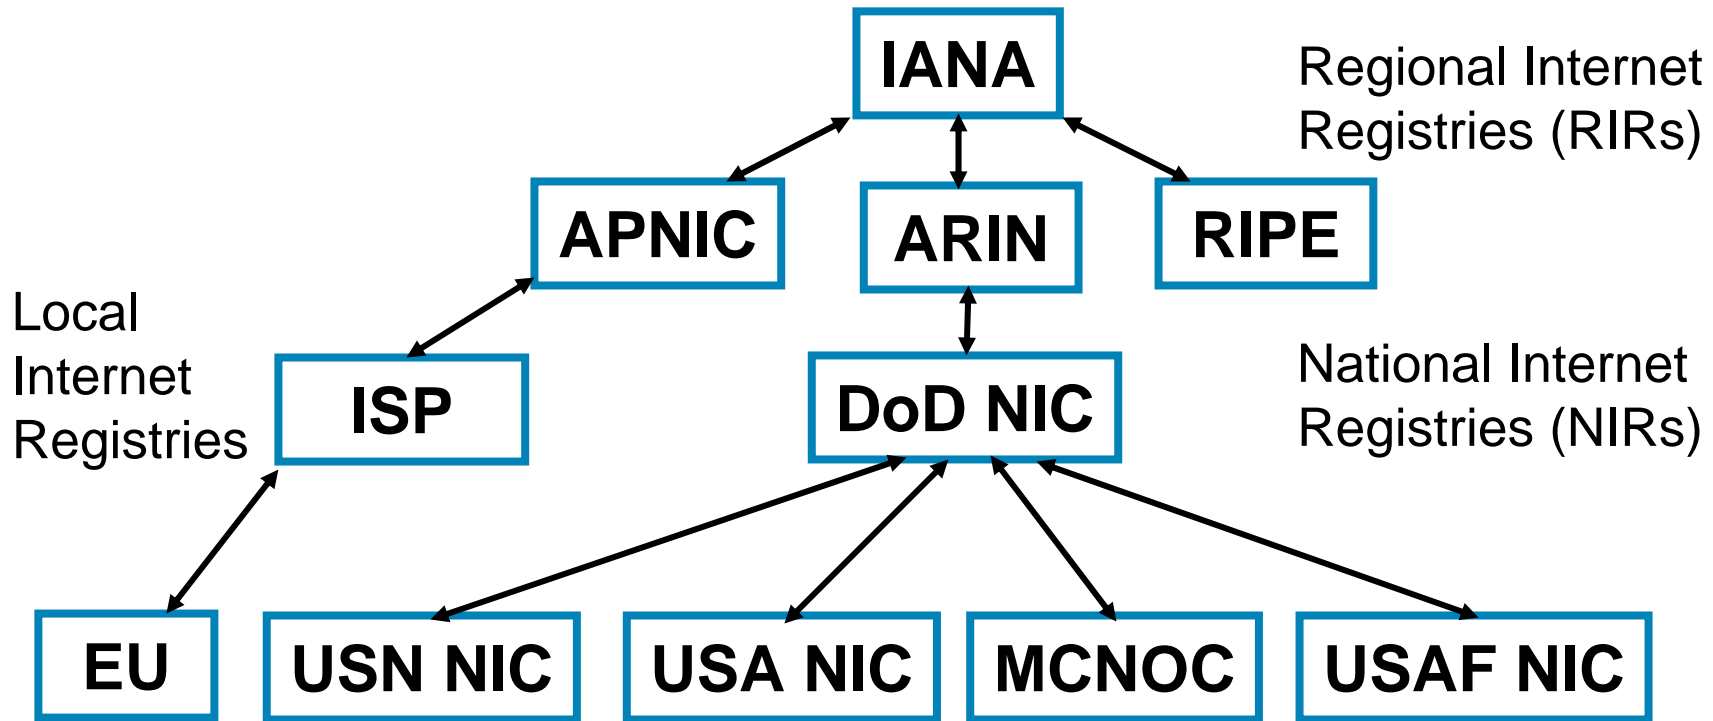 IANA
Regional Internet
Registries (RIRs)
APNIC
ARIN
RIPE
Local
Internet
Registries
ISP
DoD NIC
National Internet
Registries (NIRs)
EU
USN NIC
USA NIC
MCNOC
USAF NIC